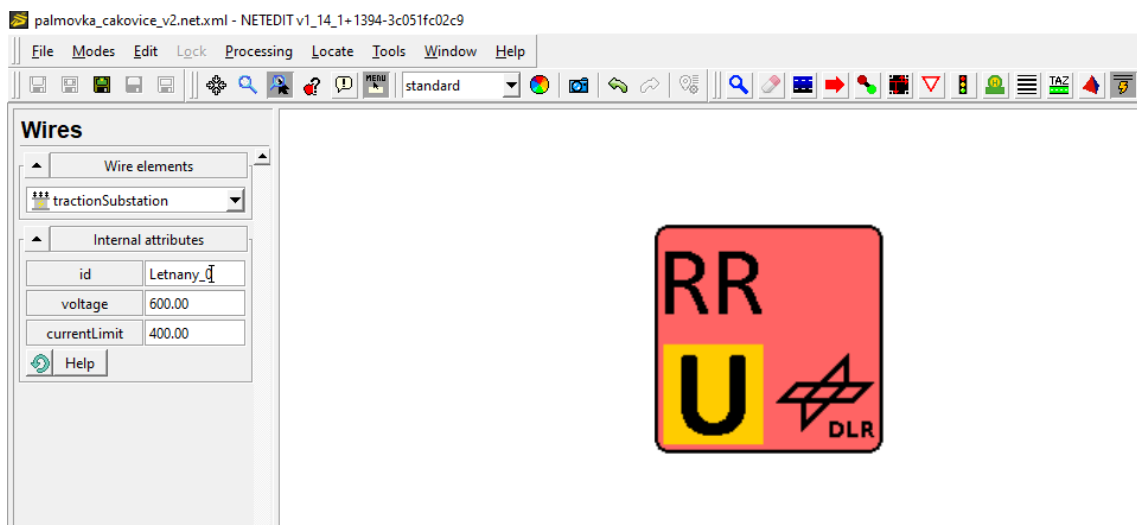 palmovka_cakovice_v2.net.xml - NETEDIT v1_14_1+1394-3c051fc02c9
File Modes Edit Lock Processing Locate Tools Window Help
MENU standard TAZ
Wires
Wire elements
tractionSubstation
Internal attributes
id Letnany_0
voltage 600.00
currentLimit 400.00
Help
RR
U
DLR